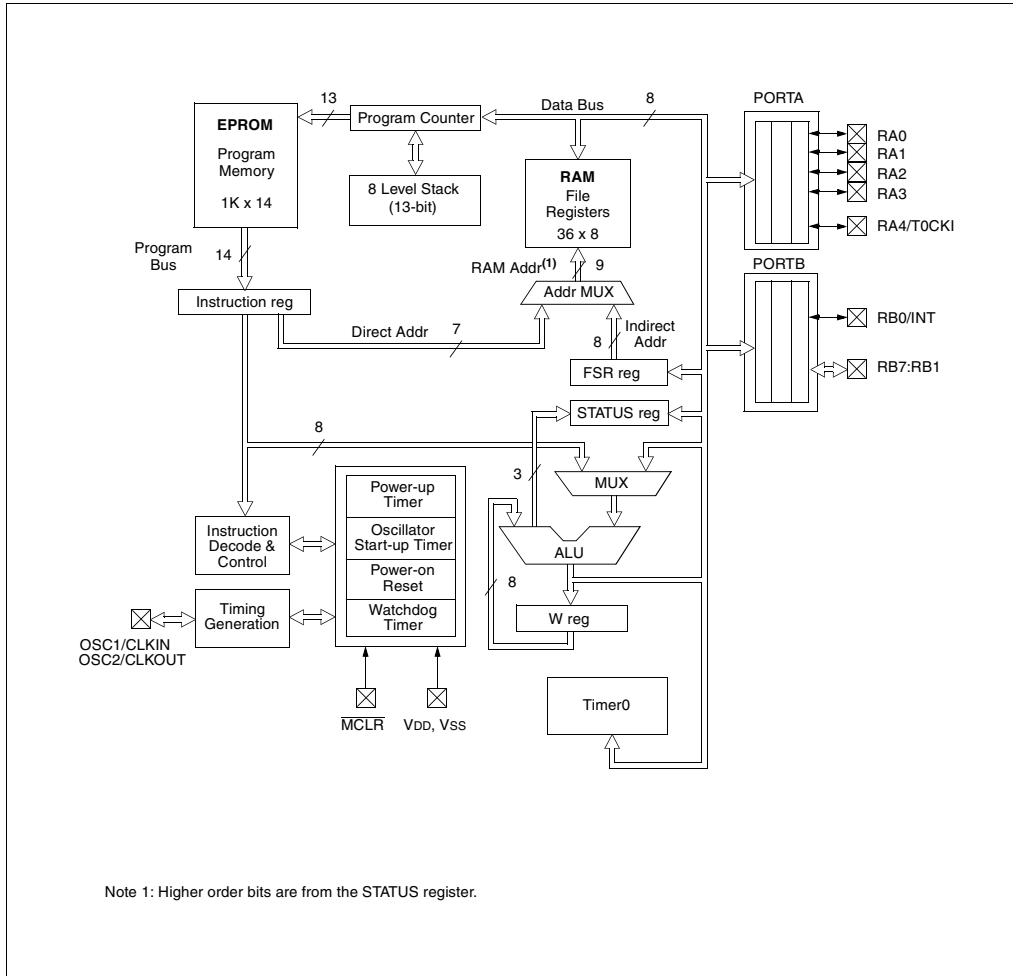 13
Data Bus
8
PORTA
EPROM
Program
Memory
1K x 14
Program Counter
8 Level Stack
(13-bit)
RAM
File
Registers
36 x 8
RA0
RA1
RA2
RA3
RA4/T0CKI
Program
Bus
14
RAM Addr(1)
9
PORTB
Instruction reg
Addr MUX
Direct Addr
7
8
Indirect
Addr
RB0/INT
FSR reg
RB7:RB1
STATUS reg
8
3
MUX
Power-up
Timer
Oscillator
Start-up Timer
Power-on
Reset
Watchdog
Timer
Instruction
Decode &
Control
ALU
8
Timing
Generation
W reg
OSC1/CLKIN
OSC2/CLKOUT
MCLR
VDD, VSS
Timer0
Note 1: Higher order bits are from the STATUS register.